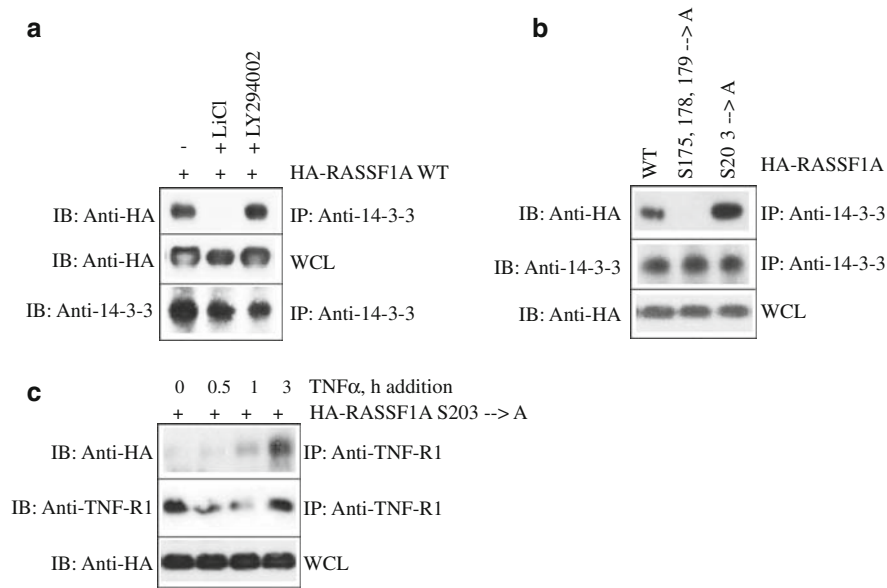 a
-
+ LiCl
+ LY294002
+ + + HA-RASSF1A WT
IB: Anti-HA IP: Anti-14-3-3
IB: Anti-HA WCL
IB: Anti-14-3-3 IP: Anti-14-3-3
b
WT
S175, 178, 179 --> A
S20 3 --> A
HA-RASSF1A
IB: Anti-HA IP: Anti-14-3-3
IB: Anti-14-3-3 IP: Anti-14-3-3
IB: Anti-HA WCL
c
0 0.5 1 3 TNFα, h addition
+ + + + HA-RASSF1A S203 --> A
IB: Anti-HA IP: Anti-TNF-R1
IB: Anti-TNF-R1 IP: Anti-TNF-R1
IB: Anti-HA WCL